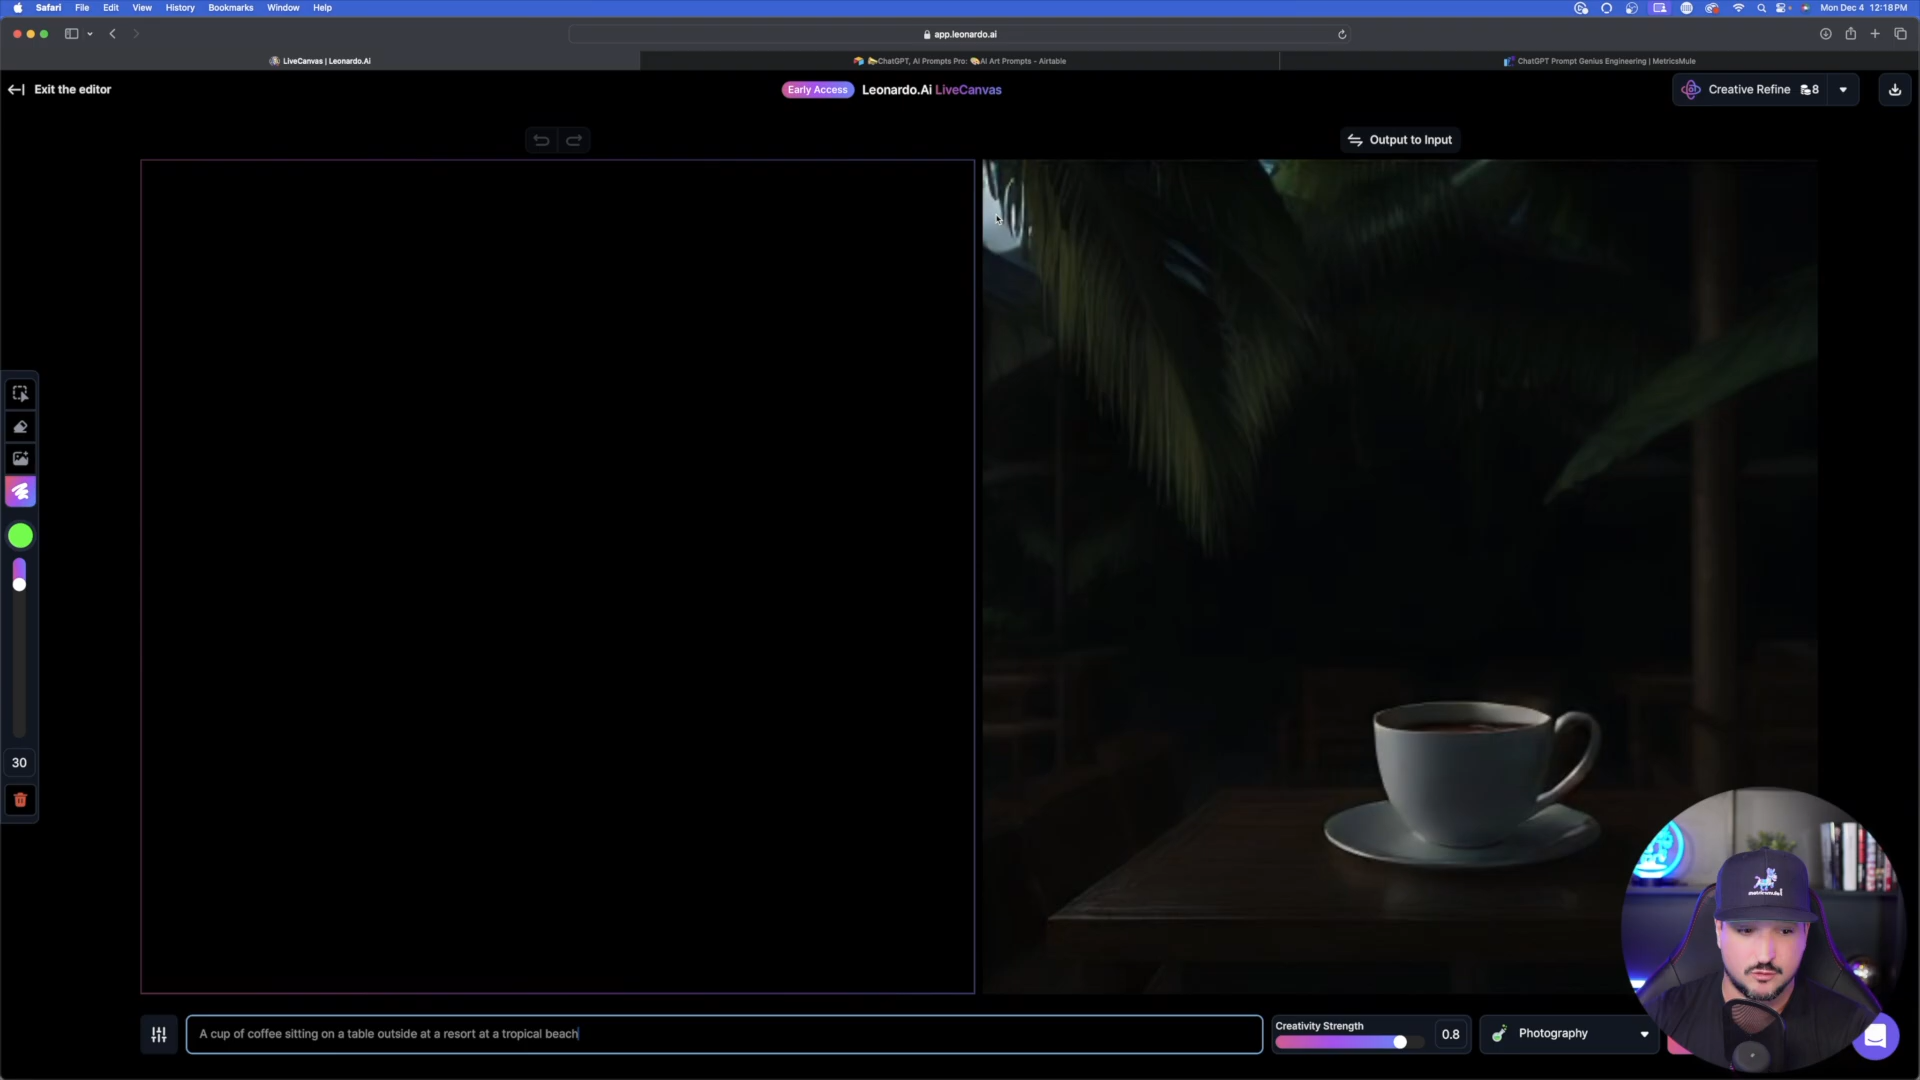 Safari File Edit View History Bookmarks Window Help Mon Dec 4 12:18 PM
app.leonardo.ai
LiveCanvas | Leonardo.Ai
ChatGPT, AI Prompts Pro: AI Art Prompts - Airtable
ChatGPT Prompt Genius Engineering | MetricsMule
Exit the editor
Early Access Leonardo.Ai LiveCanvas
Creative Refine 8
Output to Input
30
A cup of coffee sitting on a table outside at a resort at a tropical beach
Creativity Strength
0.8
Photography